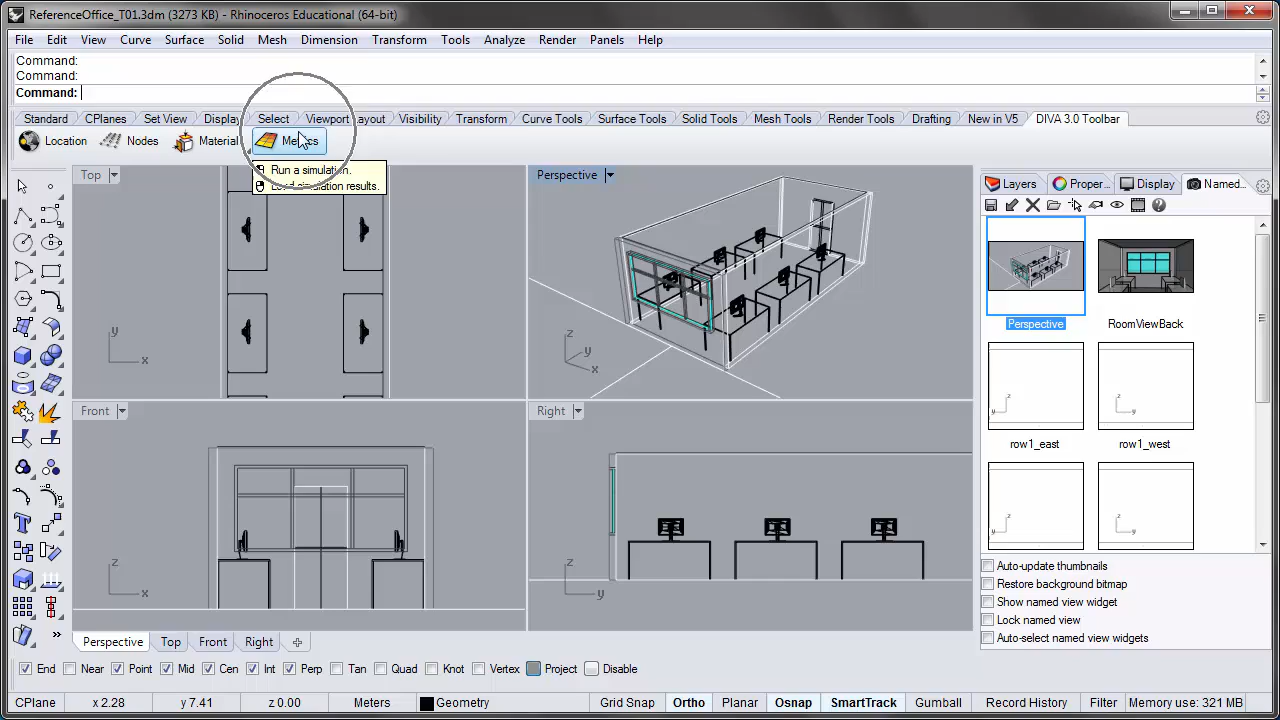 ReferenceOffice_T01.3dm (3273 KB) - Rhinoceros Educational (64-bit)
File Edit View Curve Surface Solid Mesh Dimension Transform Tools Analyze Render Panels Help
Command:
Command:
Command:
Standard CPlanes Set View Display Select Viewport Layout Visibility Transform Curve Tools Surface Tools Solid Tools Mesh Tools Render Tools Drafting New in V5 DIVA 3.0 Toolbar
Location Nodes Material Metrics
Run a simulation.
Load simulation results.
Top
Perspective
Layers Proper... Display Named...
Perspective
RoomViewBack
y
x
z
y
x
z
y
z
y
row1_east
row1_west
Front
Right
z
y
z
y
z
x
z
y
Auto-update thumbnails
Restore background bitmap
Show named view widget
Lock named view
Auto-select named view widgets
Perspective Top Front Right
End Near Point Mid Cen Int Perp Tan Quad Knot Vertex Project Disable
CPlane x 2.28 y 7.41 z 0.00 Meters Geometry Grid Snap Ortho Planar Osnap SmartTrack Gumball Record History Filter Memory use: 321 MB